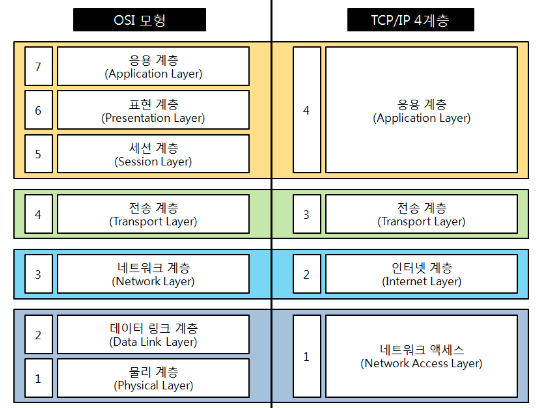 OSI 모형
TCP/IP 4계층
7
응용 계층
(Application Layer)
6
표현 계층
(Presentation Layer)
5
세션 계층
(Session Layer)
4
응용 계층
(Application Layer)
4
전송 계층
(Transport Layer)
3
전송 계층
(Transport Layer)
3
네트워크 계층
(Network Layer)
2
인터넷 계층
(Internet Layer)
2
데이터 링크 계층
(Data Link Layer)
1
물리 계층
(Physical Layer)
1
네트워크 액세스
(Network Access Layer)